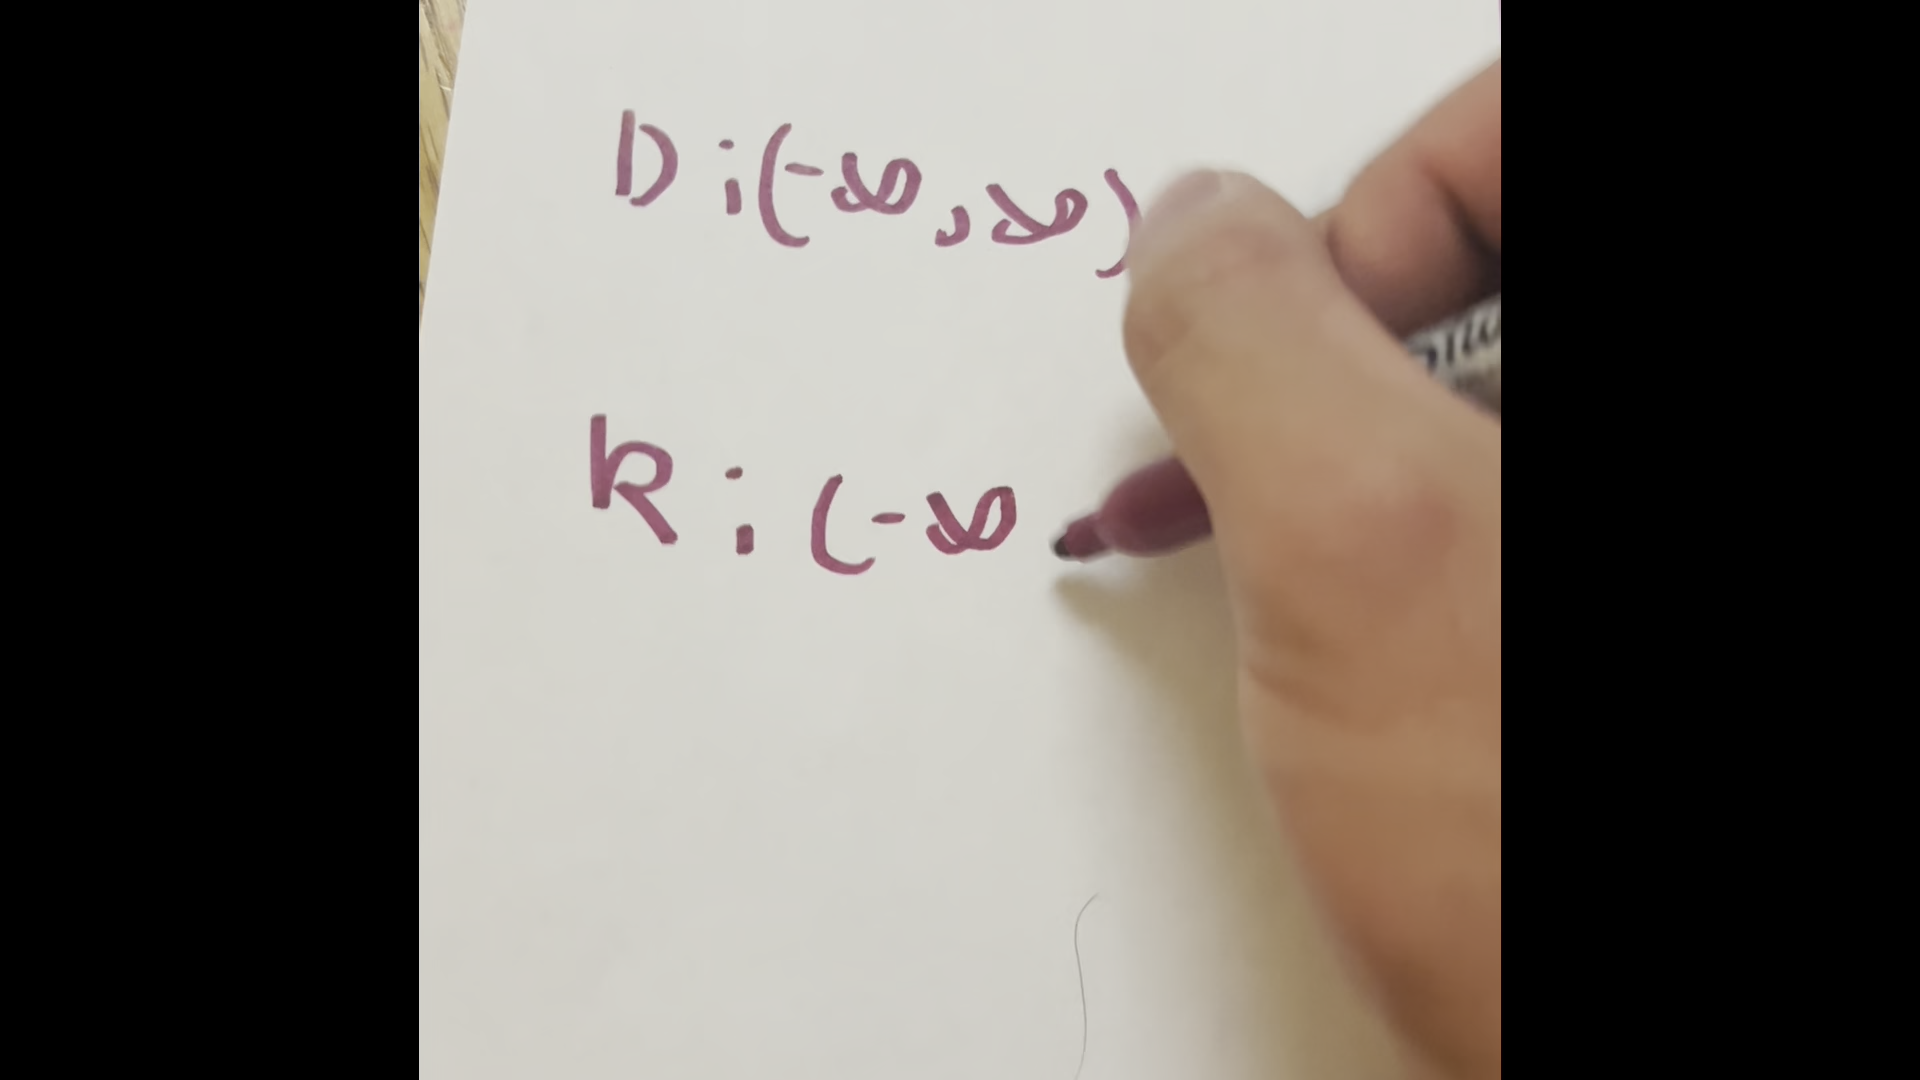 D : (-∞, ∞)
R : (-∞